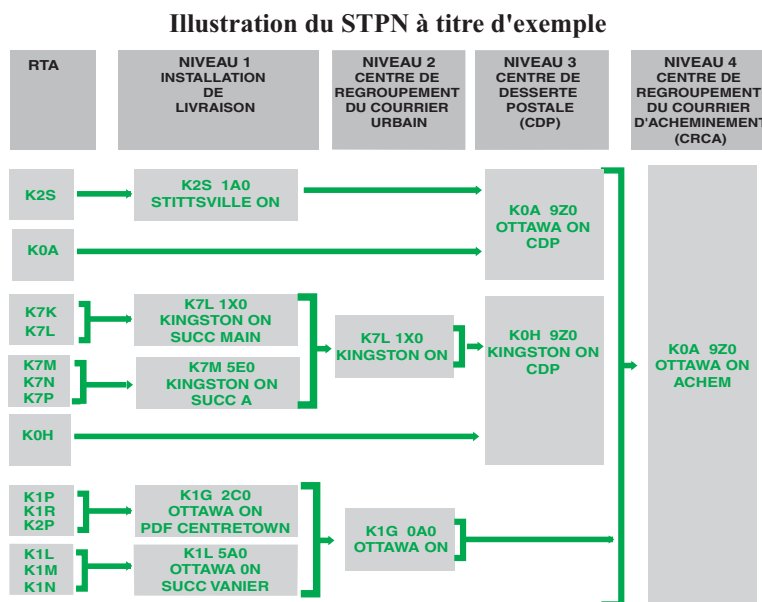 Illustration du STPN à titre d'exemple
RTA
NIVEAU 1
INSTALLATION
DE
LIVRAISON
NIVEAU 2
CENTRE DE
REGROUPEMENT
DU COURRIER
URBAIN
NIVEAU 3
CENTRE DE
DESSERTE
POSTALE
(CDP)
NIVEAU 4
CENTRE DE
REGROUPEMENT
DU COURRIER
D'ACHEMINEMENT
(CRCA)
K2S
K2S 1A0
STITTSVILLE ON
K0A 9Z0
OTTAWA ON
CDP
K0A
K7K
K7L
K7L 1X0
KINGSTON ON
SUCC MAIN
K7L 1X0
KINGSTON ON
K0H 9Z0
KINGSTON ON
CDP
K0A 9Z0
OTTAWA ON
ACHEM
K7M
K7N
K7P
K7M 5E0
KINGSTON ON
SUCC A
K0H
K1P
K1R
K2P
K1G 2C0
OTTAWA ON
PDF CENTRETOWN
K1G 0A0
OTTAWA ON
K1L
K1M
K1N
K1L 5A0
OTTAWA 0N
SUCC VANIER